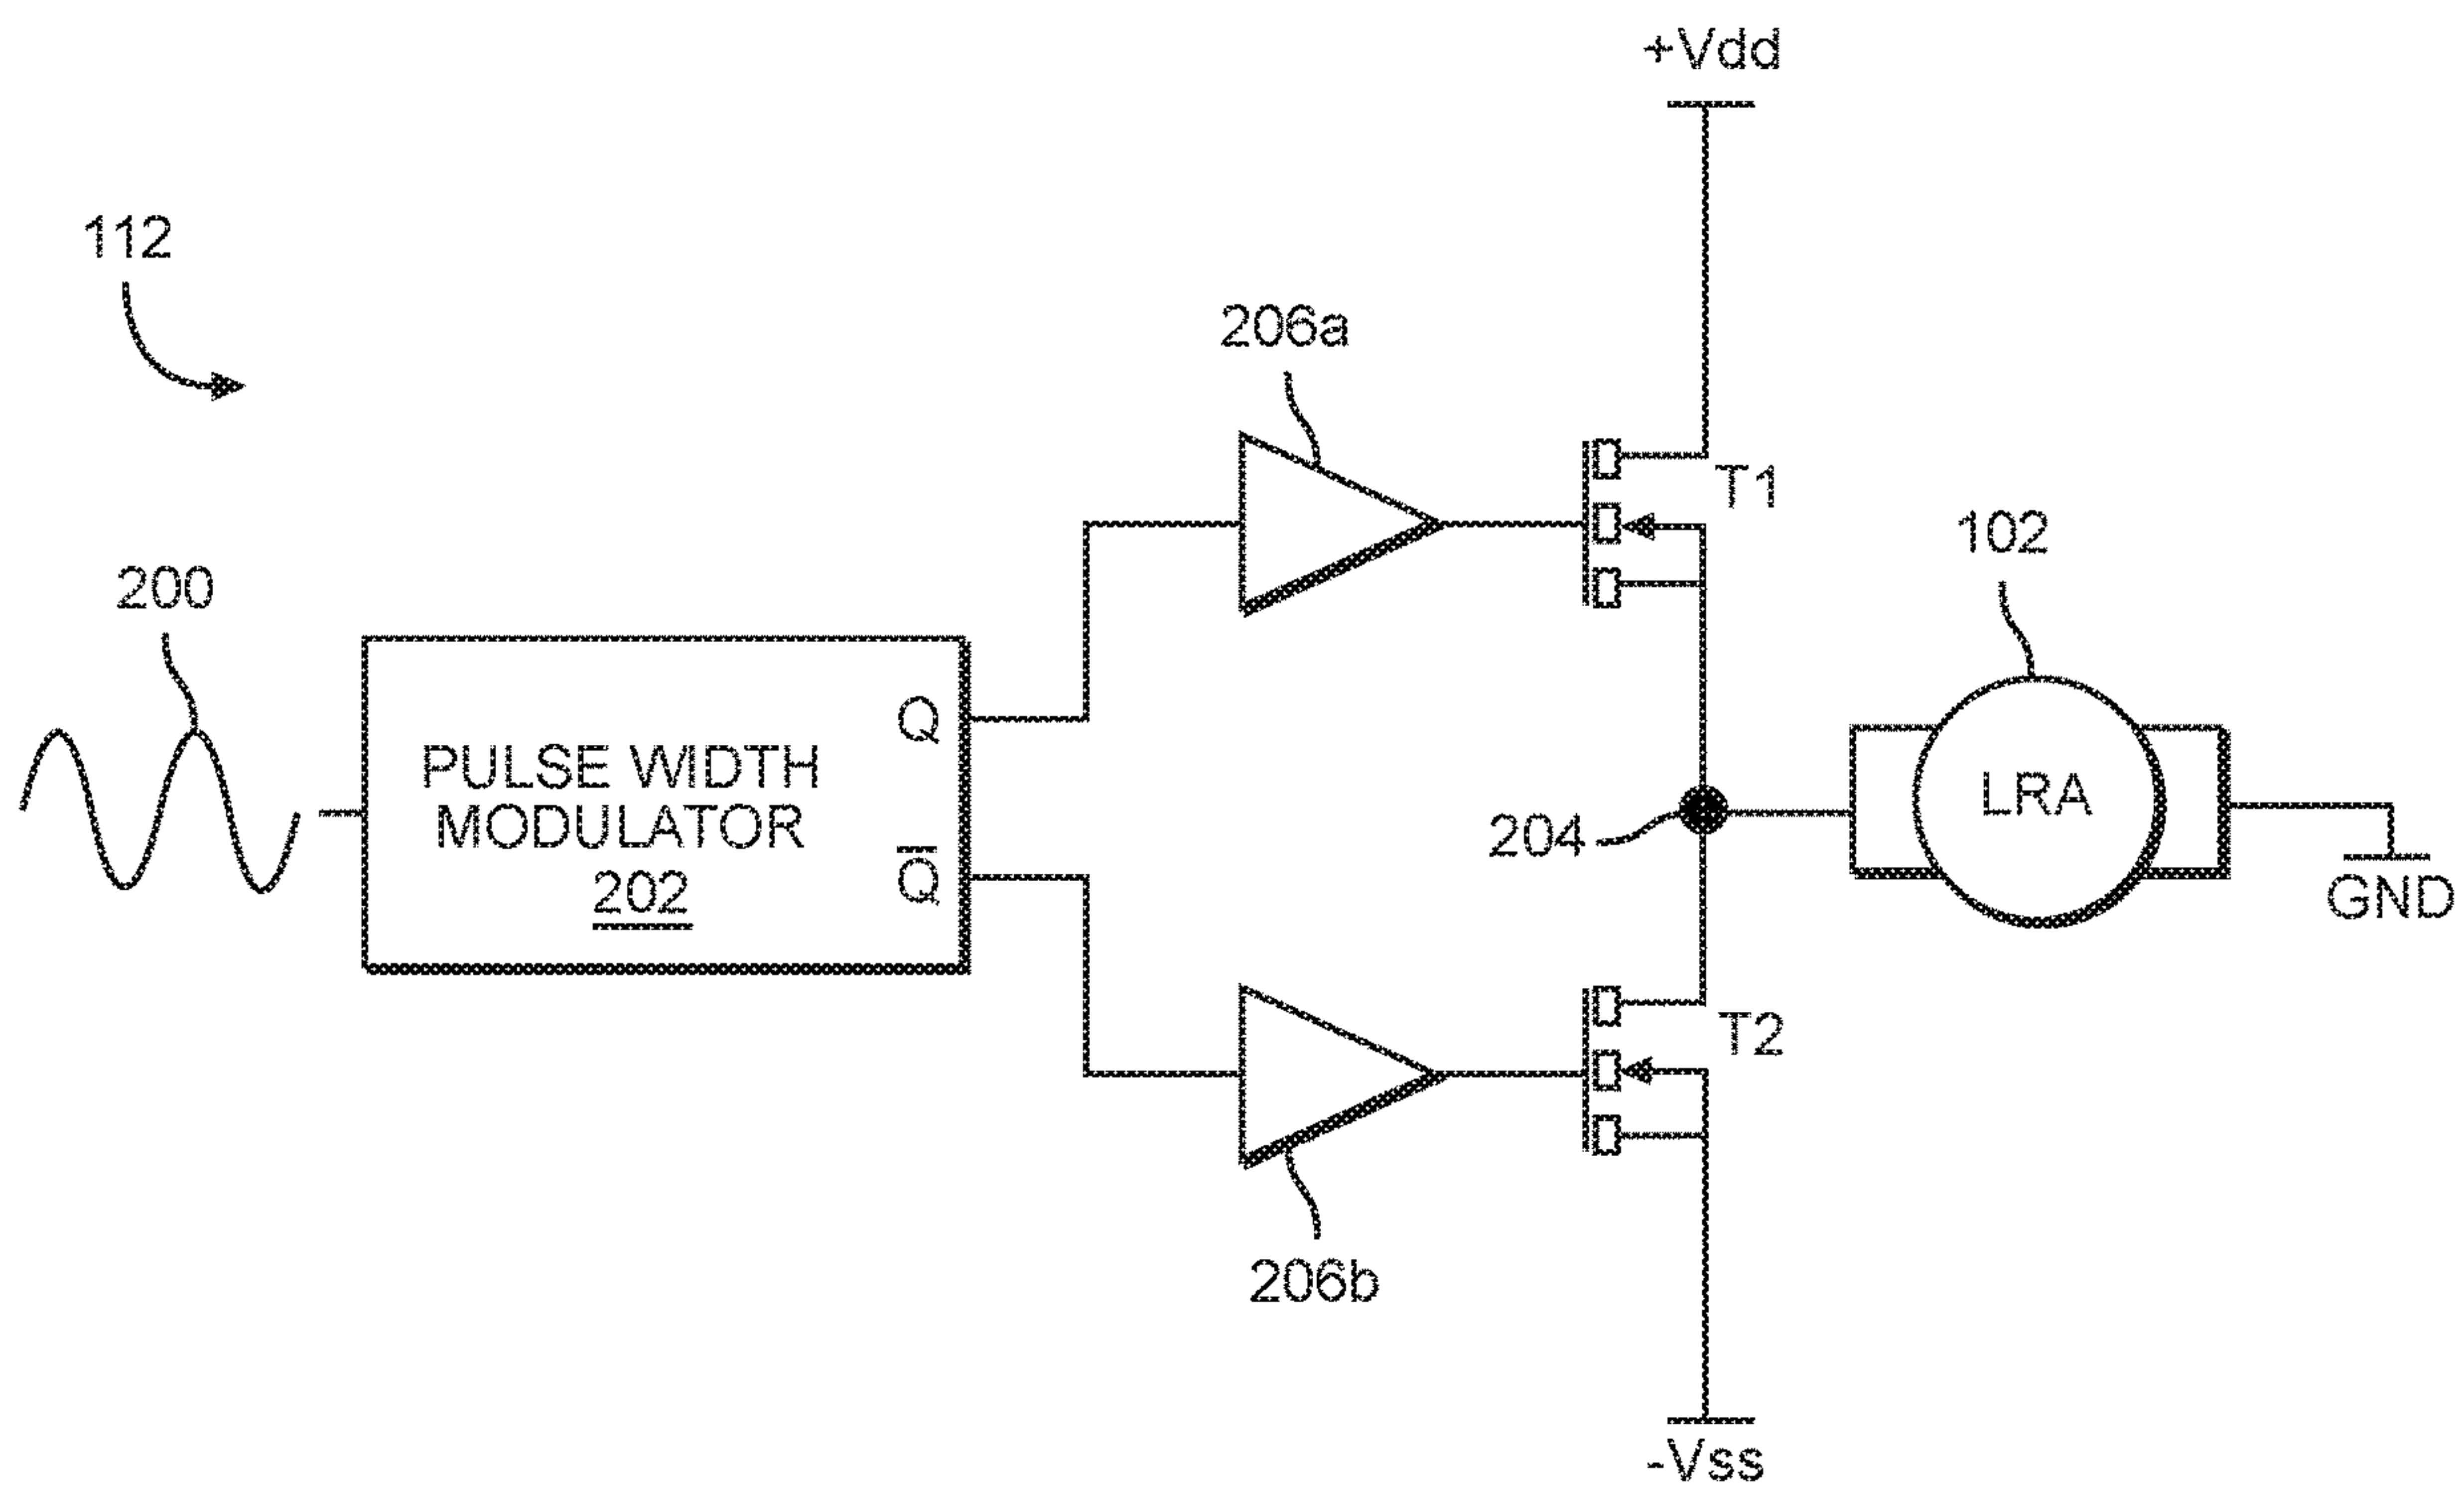 +Vdd
112
206a
T1
102
200
Q
PULSE WIDTH
MODULATOR
202
Q̅
204
LRA
GND
T2
206b
-Vss